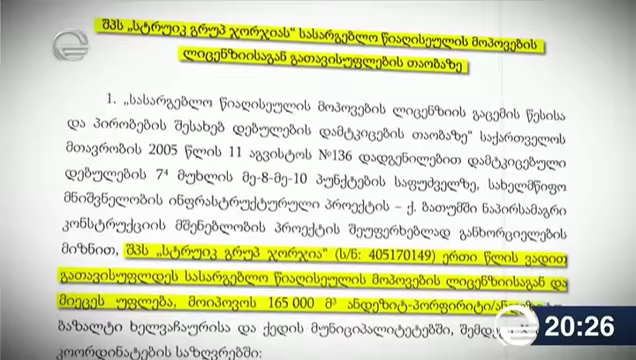 შპს „სტრუიკ გრუპ ჯორჯიას“ სასარგებლო წიაღისეულის მოპოვების
ლიცენზიისაგან გათავისუფლების თაობაზე
1. „სასარგებლო წიაღისეულის მოპოვების ლიცენზიის გაცემის წესისა
და პირობების შესახებ დებულების დამტკიცების თაობაზე“ საქართველოს
მთავრობის 2005 წლის 11 აგვისტოს №136 დადგენილებით დამტკიცებული
დებულების 7⁴ მუხლის მე-8-მე-10 პუნქტების საფუძველზე, სახელმწიფო
მნიშვნელობის ინფრასტრუქტურული პროექტის – ქ. ბათუმში ნაპირსამაგრი
კონსტრუქციის მშენებლობის პროექტის შეუფერხებლად განხორციელების
მიზნით, შპს „სტრუიკ გრუპ ჯორჯია“ (ს/ნ: 405170149) ერთი წლის ვადით
გათავისუფლდეს სასარგებლო წიაღისეულის მოპოვების ლიცენზიისაგან და
მიეცეს უფლება, მოიპოვოს 165 000 მ³ ანდეზიტ-პორფირიტი/
ბაზალტი ხელვაჩაურისა და ქედის მუნიციპალიტეტებში,
კოორდინატების საზღვრებში:
20:26